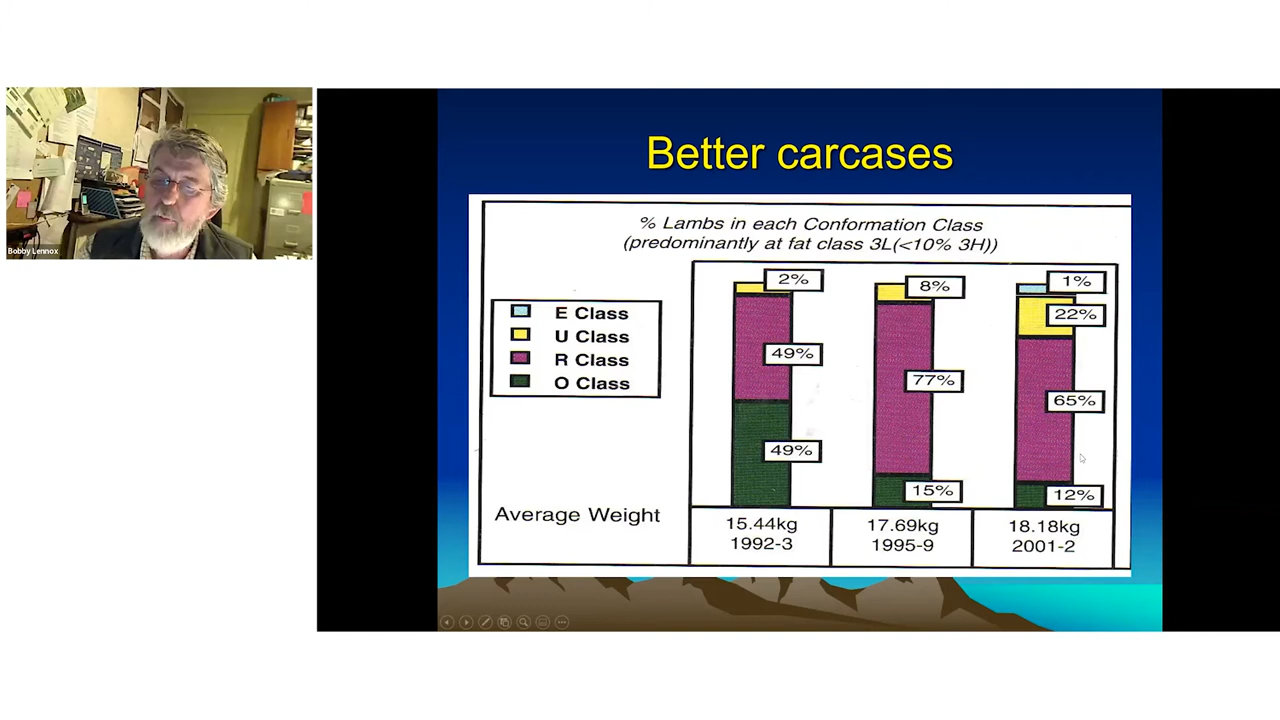 Bobby Lennox
Better carcases
% Lambs in each Conformation Class
(predominantly at fat class 3L(<10% 3H))
E Class
U Class
R Class
O Class
2%
49%
49%
8%
77%
15%
1%
22%
65%
12%
Average Weight
15.44kg
1992-3
17.69kg
1995-9
18.18kg
2001-2